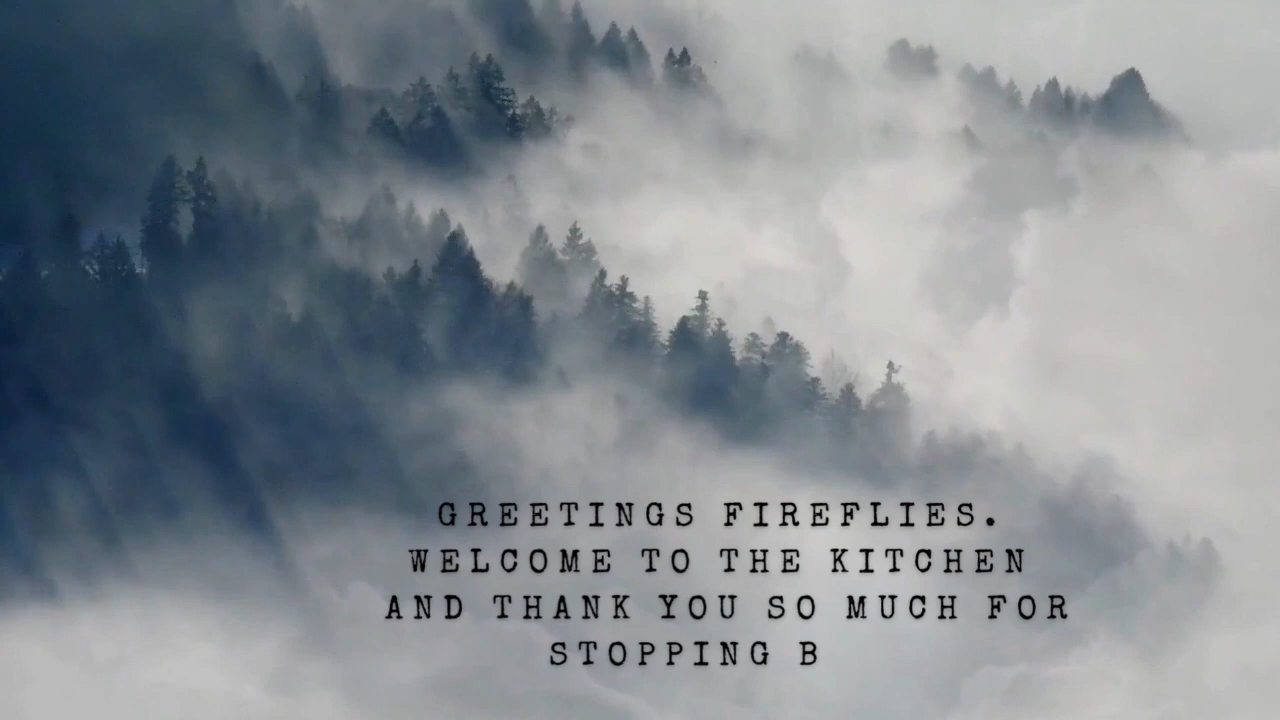 GREETINGS FIREFLIES.
WELCOME TO THE KITCHEN
AND THANK YOU SO MUCH FOR
STOPPING B